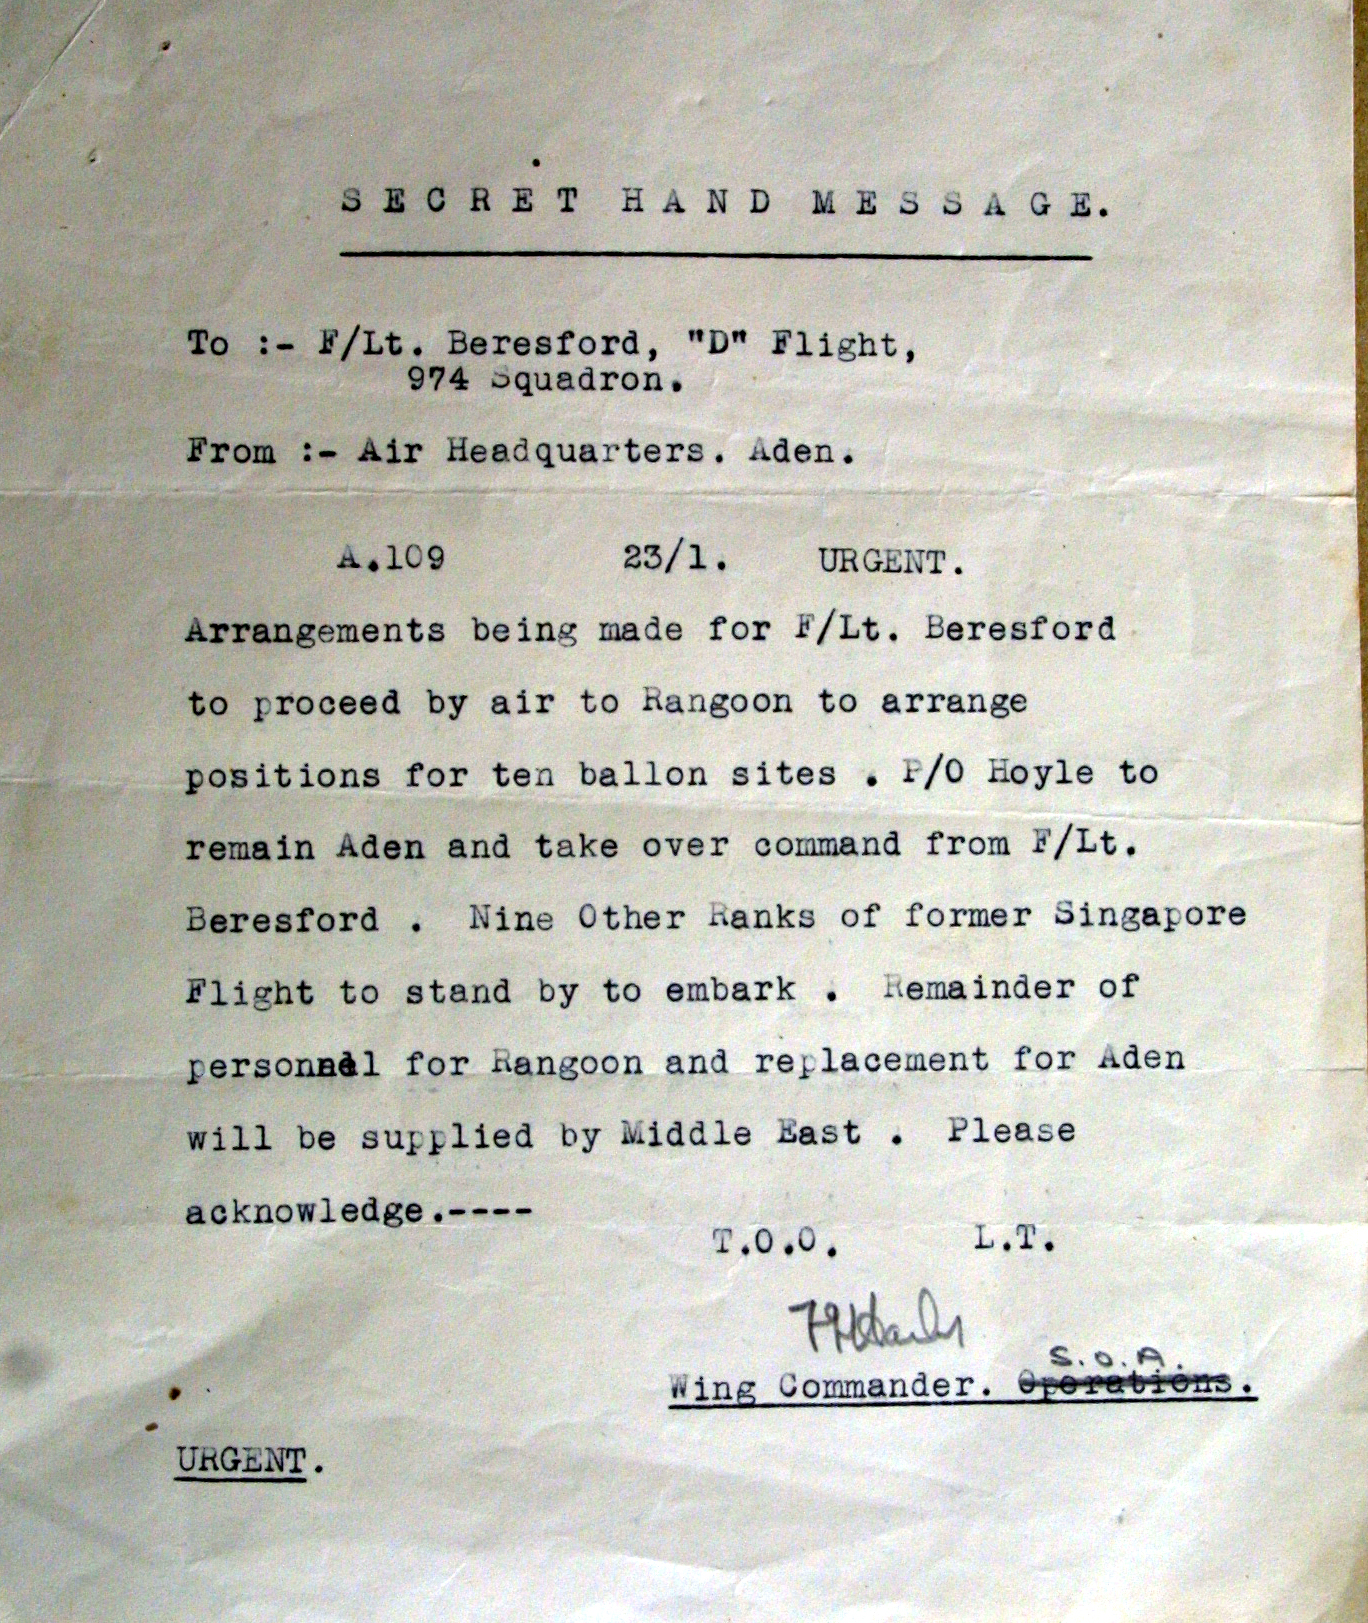 SECRET HAND MESSAGE.
To :- F/Lt. Beresford, "D" Flight,
974 Squadron.
From :- Air Headquarters. Aden.
A.109 23/1. URGENT.
Arrangements being made for F/Lt. Beresford
to proceed by air to Rangoon to arrange
positions for ten ballon sites . P/O Hoyle to
remain Aden and take over command from F/Lt.
Beresford . Nine Other Ranks of former Singapore
Flight to stand by to embark . Remainder of
personnel for Rangoon and replacement for Aden
will be supplied by Middle East . Please
acknowledge.----
T.O.O. L.T.
S.O.A.
Wing Commander. Operations.
URGENT.